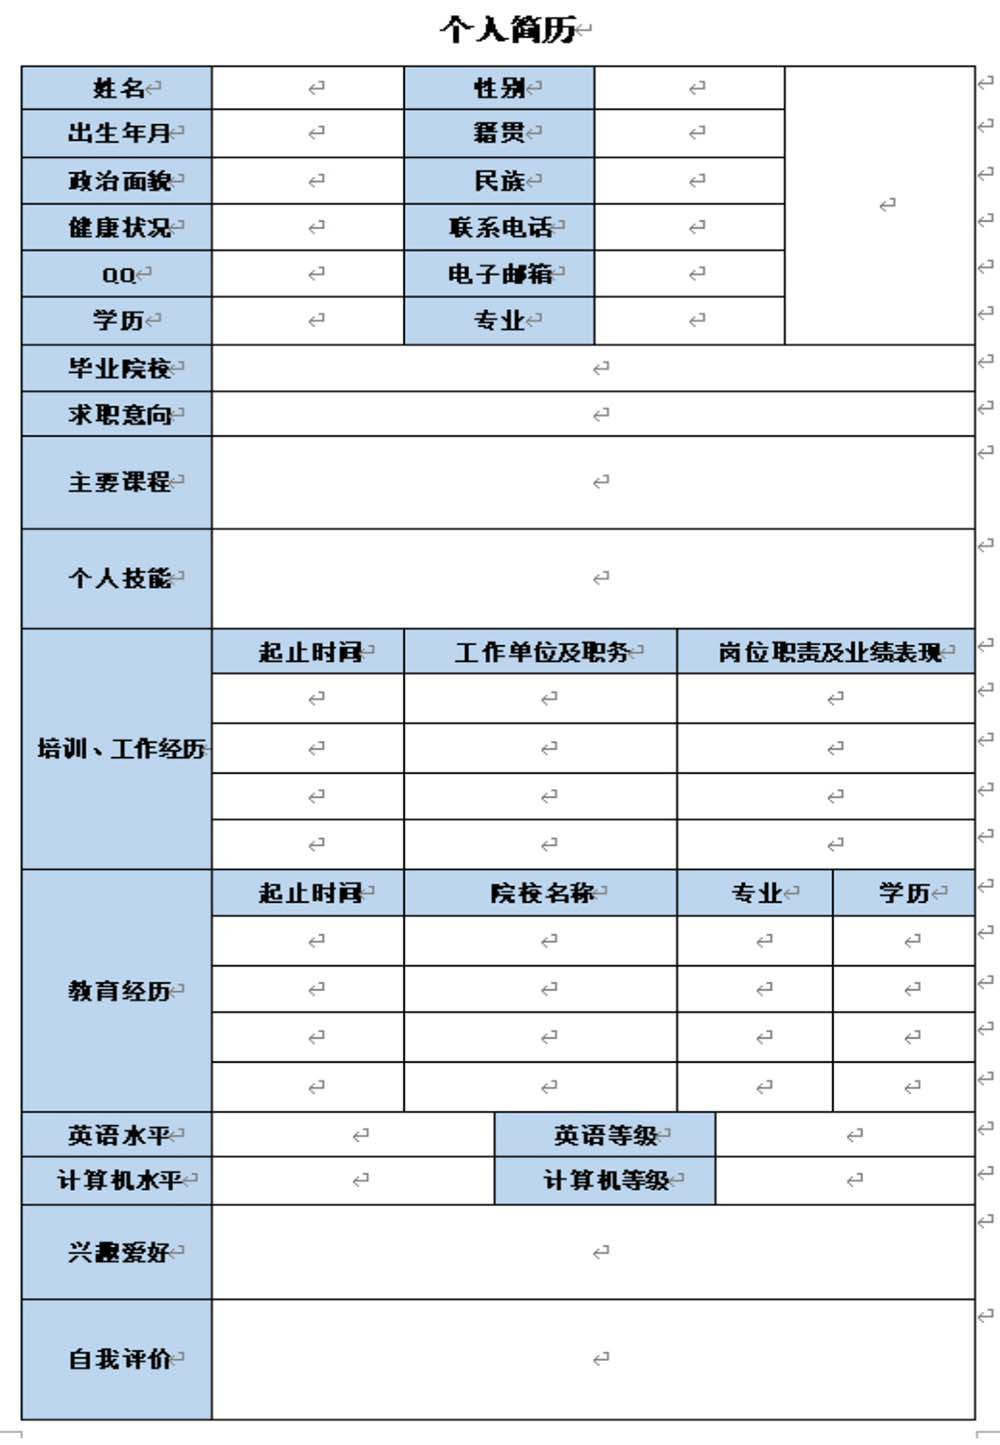 个人简历
姓名 性别
出生年月 籍贯
政治面貌 民族
健康状况 联系电话
QQ 电子邮箱
学历 专业
毕业院校
求职意向
主要课程
个人技能
起止时间 工作单位及职务 岗位职责及业绩表现
培训、工作经历
起止时间 院校名称 专业 学历
教育经历
英语水平 英语等级
计算机水平 计算机等级
兴趣爱好
自我评价